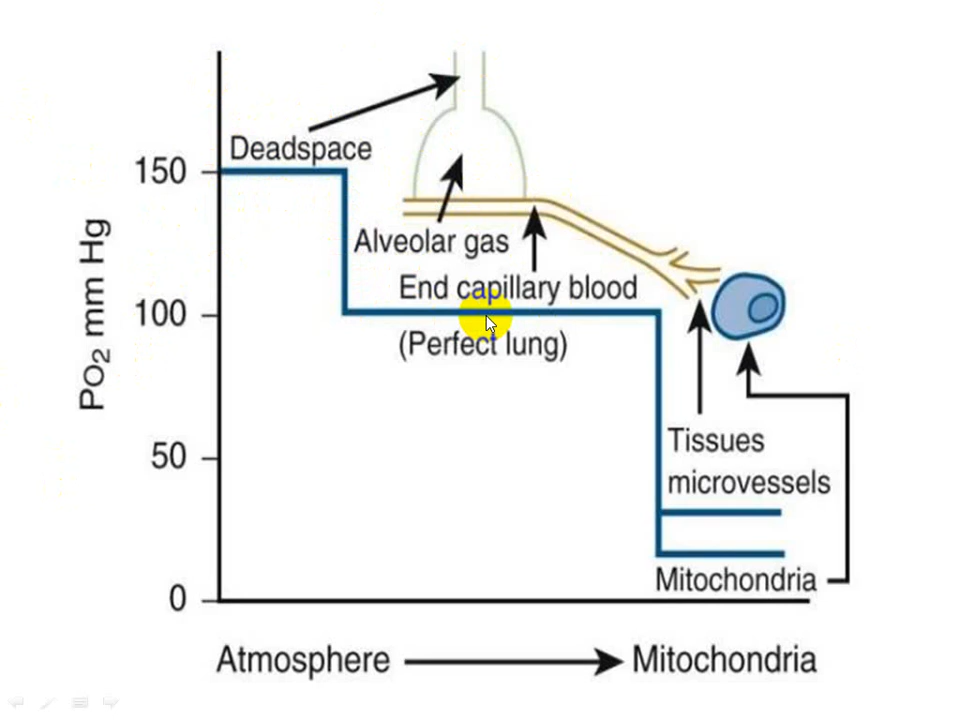 Deadspace
150
Alveolar gas
End capillary blood
100
(Perfect lung)
PO2 mm Hg
Tissues
microvessels
50
Mitochondria
0
Atmosphere
Mitochondria